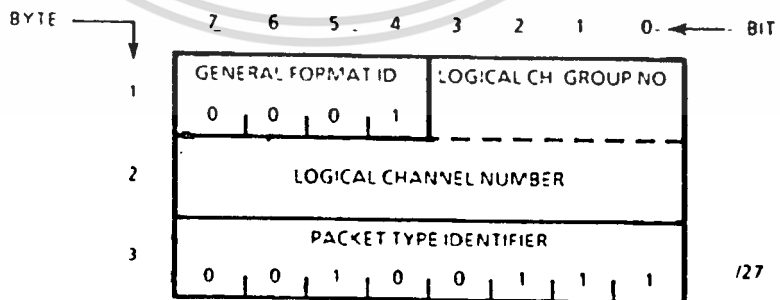 BYTE 7 6 5 4 3 2 1 0 BIT
1 GENERAL FORMAT ID LOGICAL CH GROUP NO
0 0 0 1
2 LOGICAL CHANNEL NUMBER
PACKET TYPE IDENTIFIER
3 0 0 1 0 0 1 1 1 /27